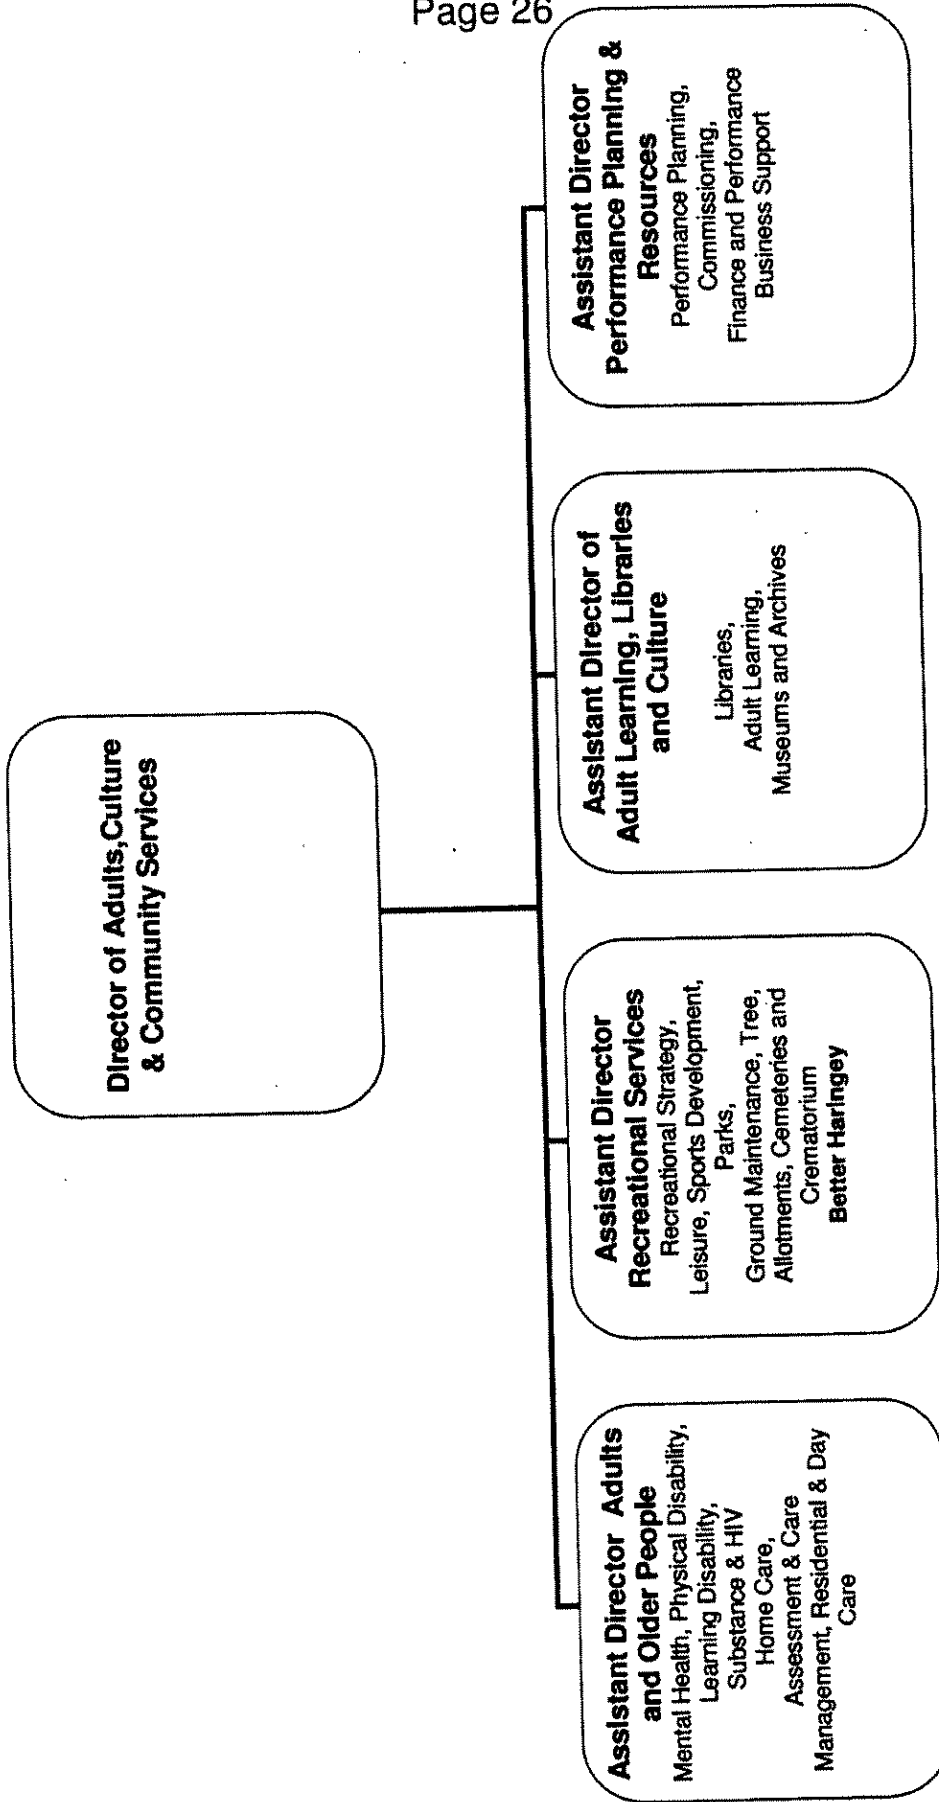 Page 26
Director of Adults,Culture
& Community Services
Assistant Director Adults
and Older People
Mental Health, Physical Disability,
Learning Disability,
Substance & HIV
Home Care,
Assessment & Care
Management, Residential & Day
Care
Assistant Director
Recreational Services
Recreational Strategy,
Leisure, Sports Development,
Parks,
Ground Maintenance, Tree,
Allotments, Cemeteries and
Crematorium
Better Haringey
Assistant Director of
Adult Learning, Libraries
and Culture
Libraries,
Adult Learning,
Museums and Archives
Assistant Director
Performance Planning &
Resources
Performance Planning,
Commissioning,
Finance and Performance
Business Support